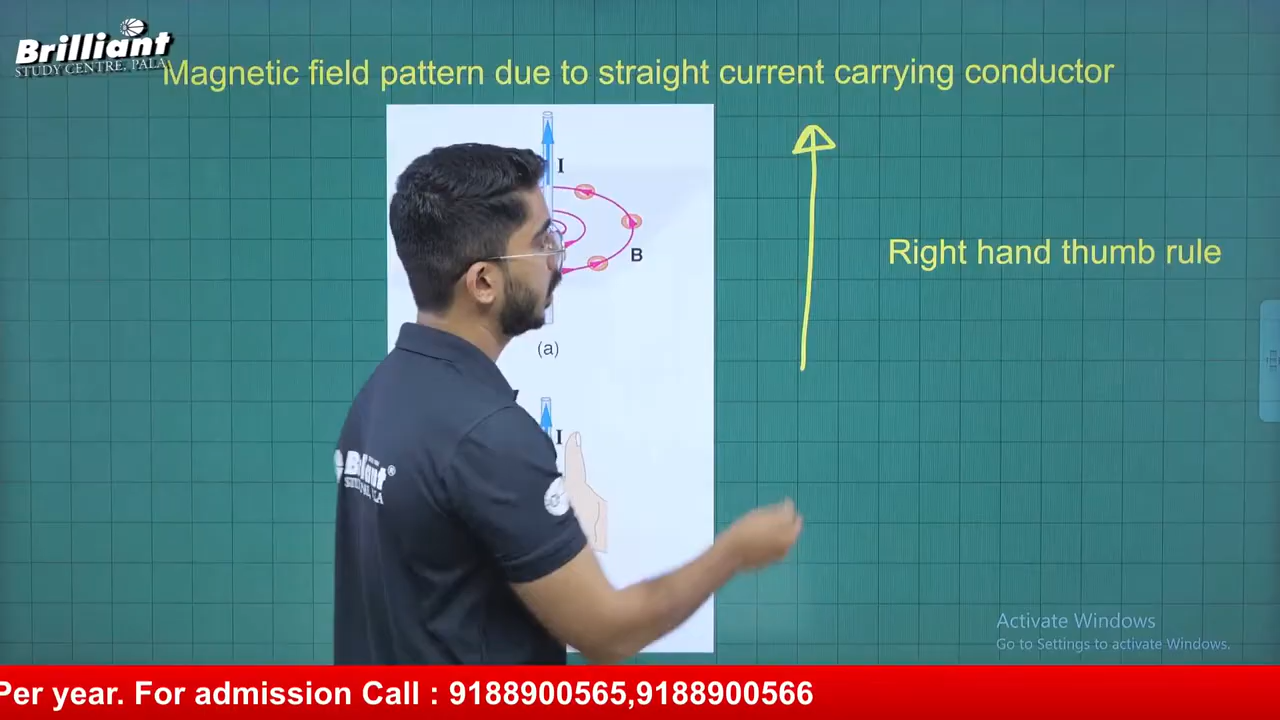 Brilliant
STUDY CENTRE, PALA
Magnetic field pattern due to straight current carrying conductor
I
B
Right hand thumb rule
(a)
I
Activate Windows
Go to Settings to activate Windows.
Per year. For admission Call : 9188900565,9188900566